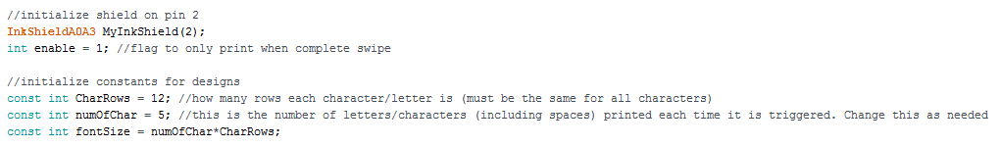 //initialize shield on pin 2
InkShieldA0A3 MyInkShield(2);
int enable = 1; //flag to only print when complete swipe
//initialize constants for designs
const int CharRows = 12; //how many rows each character/letter is (must be the same for all characters)
const int numOfChar = 5; //this is the number of letters/characters (including spaces) printed each time it is triggered. Change this as needed
const int fontSize = numOfChar*CharRows;